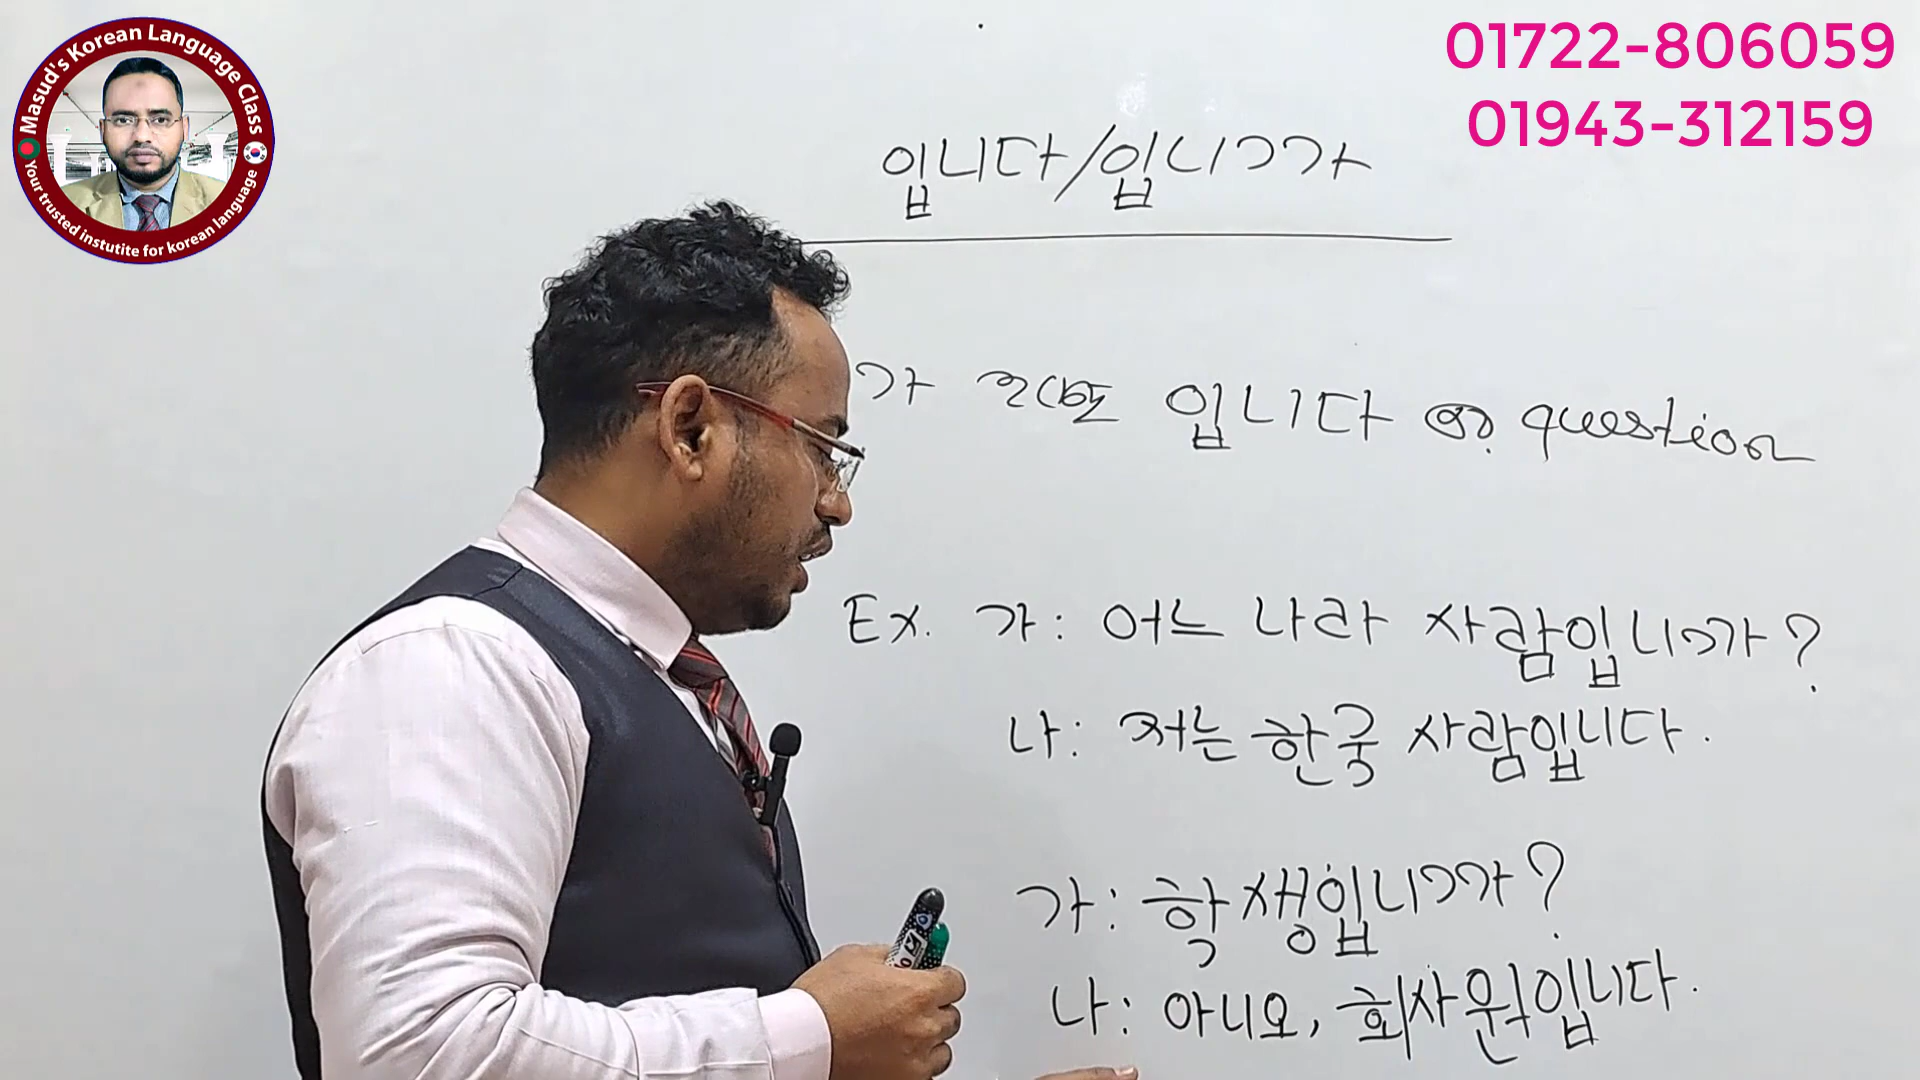 Masud's Korean Language Class
Your trusted instutite for korean language
01722-806059
01943-312159
입니다/입니까
가 입니다 এর question
Ex. 가: 어느 나라 사람입니까?
나: 저는 한국 사람입니다.
가: 학생입니까?
나: 아니오, 회사원입니다.